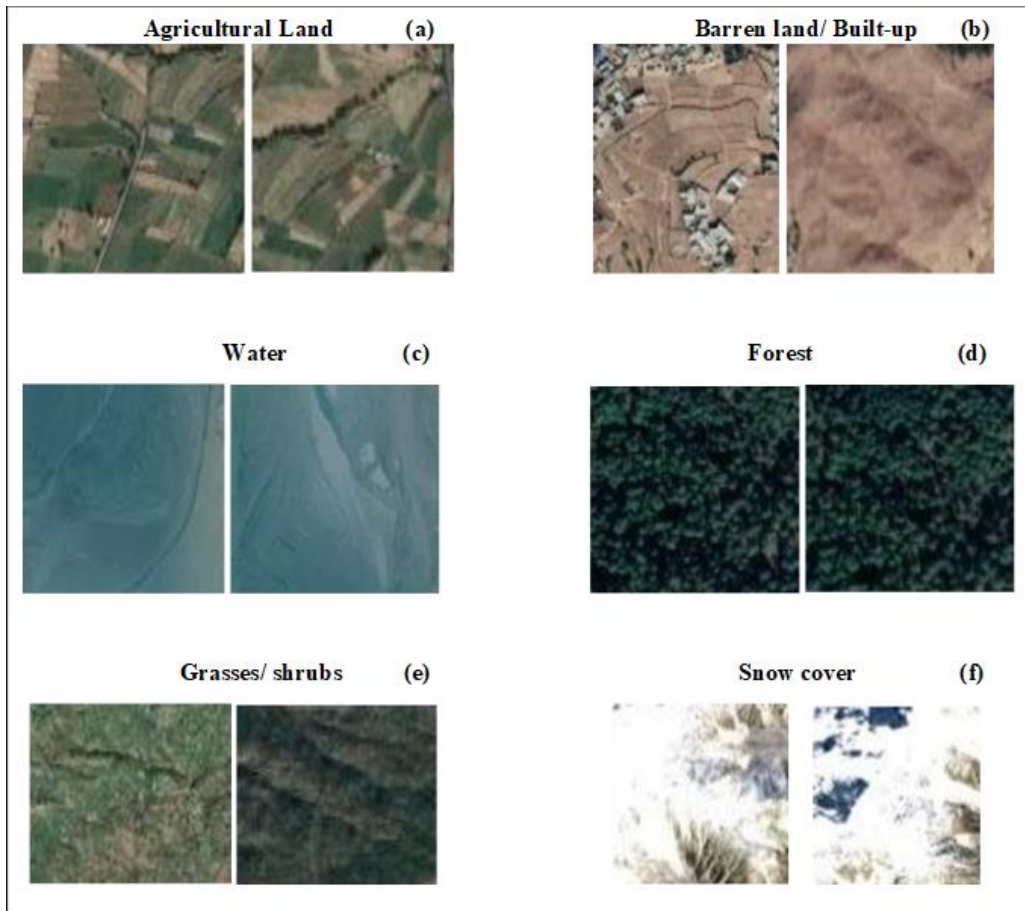 Agricultural Land (a)
Barren land/ Built-up (b)
Water (c)
Forest (d)
Grasses/ shrubs (e)
Snow cover (f)